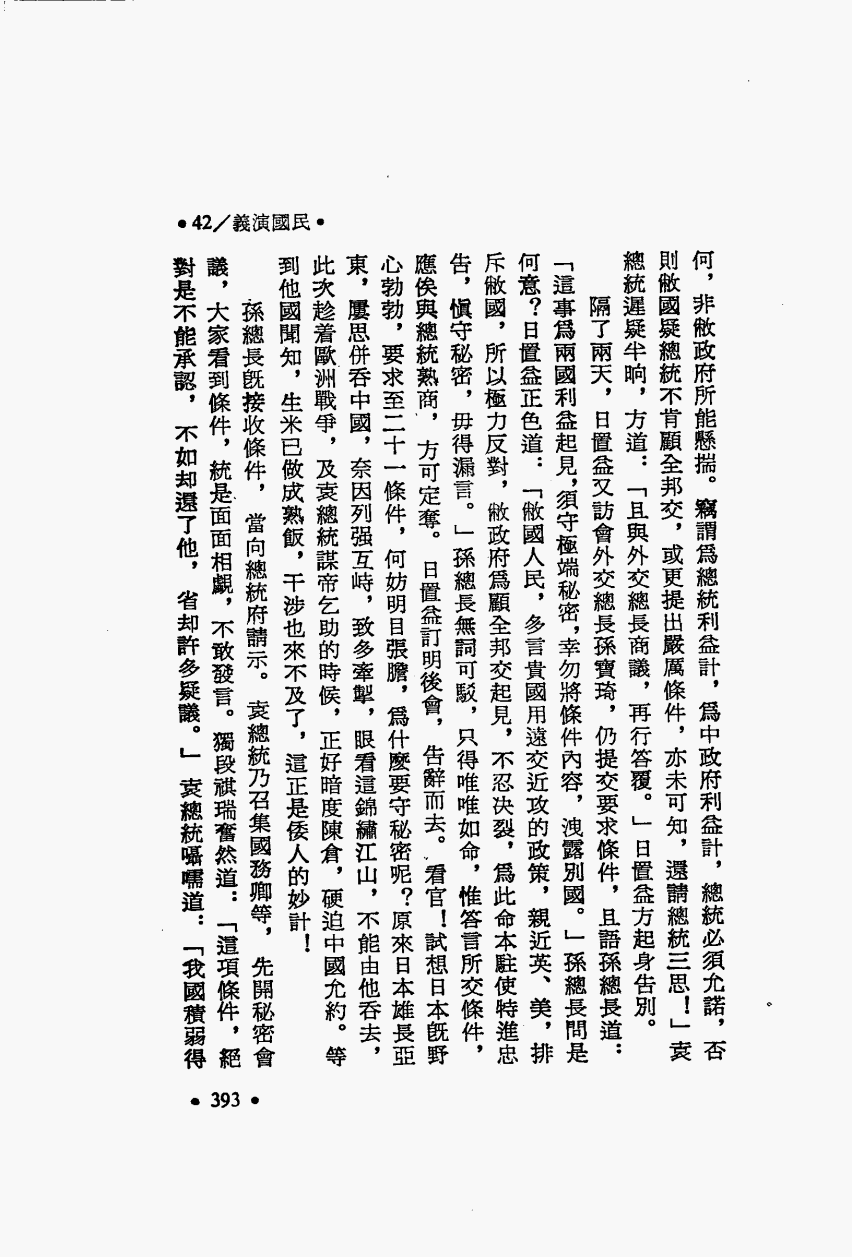 •42／義演國民•
何，非敝政府所能懸揣。竊謂爲總統利益計，爲中政府利益計，總統必須允諾，否
則敝國疑總統不肯顧全邦交，或更提出嚴厲條件，亦未可知，還請總統三思！」袁
總統遲疑半晌，方道：「且與外交總長商議，再行答覆。」日置益方起身告別。
隔了兩天，日置益又訪會外交總長孫寶琦，仍提交要求條件，且語孫總長道：
「這事爲兩國利益起見，須守極端秘密，幸勿將條件內容，洩露別國。」孫總長問是
何意？日置益正色道：「敝國人民，多言貴國用遠交近攻的政策，親近英、美，排
斥敝國，所以極力反對，敝政府爲顧全邦交起見，不忍決裂，爲此命本駐使特進忠
告，愼守秘密，毋得漏言。」孫總長無詞可駁，只得唯唯如命，惟答言所交條件，
應俟與總統熟商，方可定奪。日置益訂明後會，告辭而去。看官！試想日本旣野
心勃勃，要求至二十一條件，何妨明目張膽，爲什麼要守秘密呢？原來日本雄長亞
東，屢思併吞中國，奈因列强互峙，致多牽掣，眼看這錦繡江山，不能由他吞去，
此次趁着歐洲戰爭，及袁總統謀帝乞助的時候，正好暗度陳倉，硬迫中國允約。等
到他國聞知，生米已做成熟飯，干涉也來不及了，這正是倭人的妙計！
孫總長旣接收條件，當向總統府請示。袁總統乃召集國務卿等，先開秘密會
議，大家看到條件，統是面面相覷，不敢發言。獨段祺瑞奮然道：「這項條件，絕
對是不能承認，不如却還了他，省却許多疑議。」袁總統囁嚅道：「我國積弱得
•393•